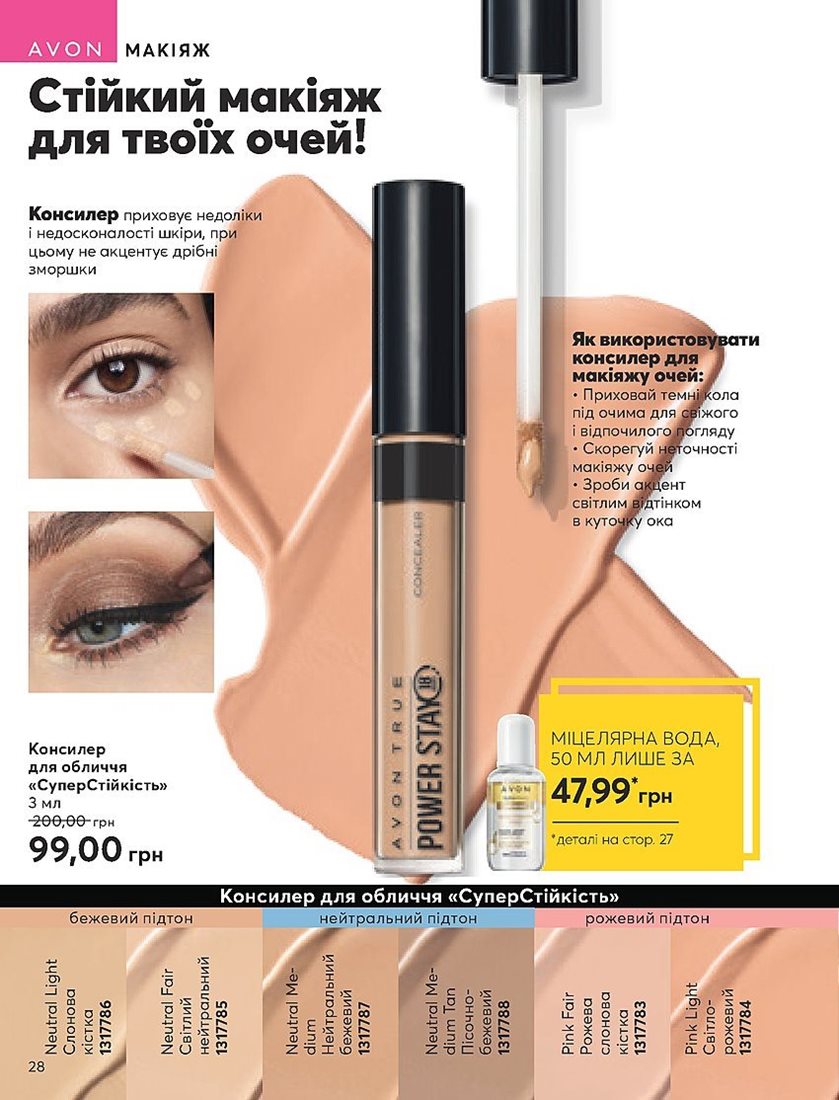 AVON
МАКІЯЖ
Стійкий макіяж
для твоїх очей!
Консилер приховує недоліки
і недосконалості шкіри, при
цьому не акцентує дрібні
зморшки
Як використовувати
консилер для
макіяжу очей:
• Приховай темні кола
під очима для свіжого
і відпочилого погляду
• Скорегуй неточності
макіяжу очей
• Зроби акцент
світлим відтінком
в куточку ока
CONCEALER
AVON TRUE
POWER STAY 18
Консилер
для обличчя
«СуперСтійкість»
3 мл
200,00 грн
99,00 грн
AVON
МІЦЕЛЯРНА ВОДА,
50 МЛ ЛИШЕ ЗА
47,99* грн
*деталі на стор. 27
Консилер для обличчя «СуперСтійкість»
бежевий підтон
нейтральний підтон
рожевий підтон
Neutral Light
Слонова
кістка
1317786
Neutral Fair
Світлий
нейтральний
1317785
Neutral Me-
dium
Нейтральний
бежевий
1317787
Neutral Me-
dium Tan
Пісочно-
бежевий
1317788
Pink Fair
Рожева
слонова
кістка
1317783
Pink Light
Світло-
рожевий
1317784
28